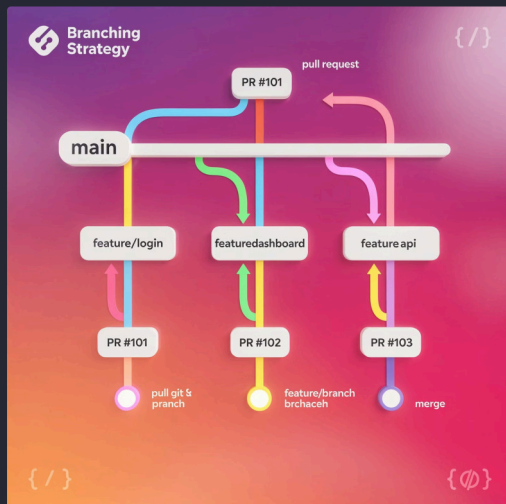 Branching
Strategy
{/}
pull request
PR #101
main
feature/login
featuredashboard
feature api
PR #101
PR #102
PR #103
pull git &
pranch
feature/branch
brchaceh
merge
{/}